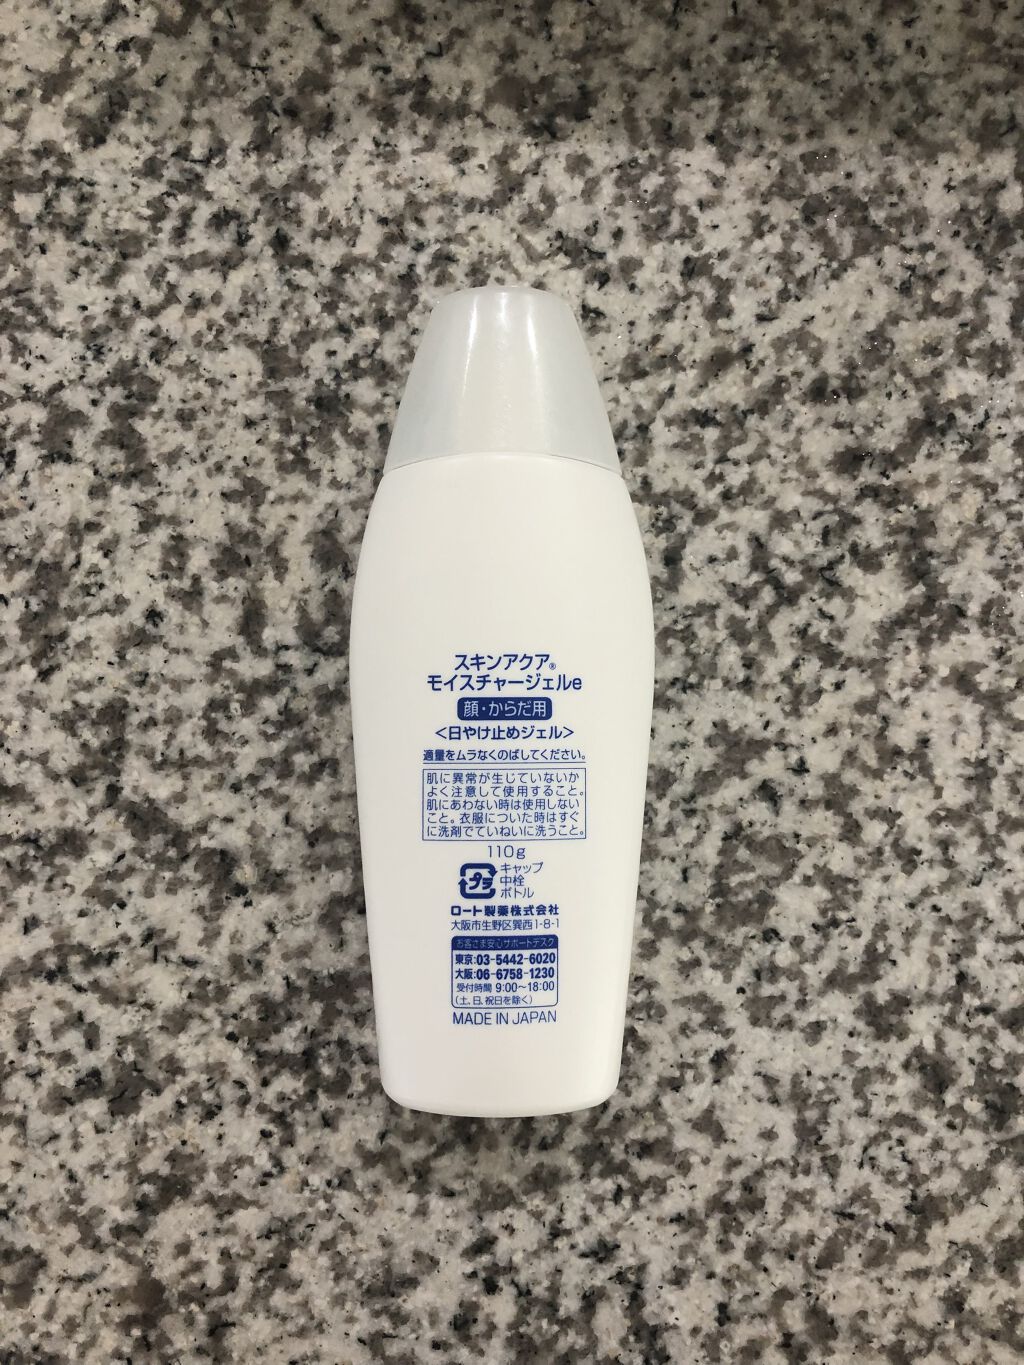 スキンアクア®
モイスチャージェルe
顔・からだ用
<日やけ止めジェル>
適量をムラなくのばしてください。
肌に異常が生じていないか
よく注意して使用すること。
肌にあわない時は使用しない
こと。衣服についた時はすぐ
に洗剤でていねいに洗うこと。
110g
プラ
キャップ
中栓
ボトル
ロート製薬株式会社
大阪市生野区巽西1-8-1
お客さま安心サポートデスク
東京:03-5442-6020
大阪:06-6758-1230
受付時間 9:00〜18:00
(土、日、祝日を除く)
MADE IN JAPAN